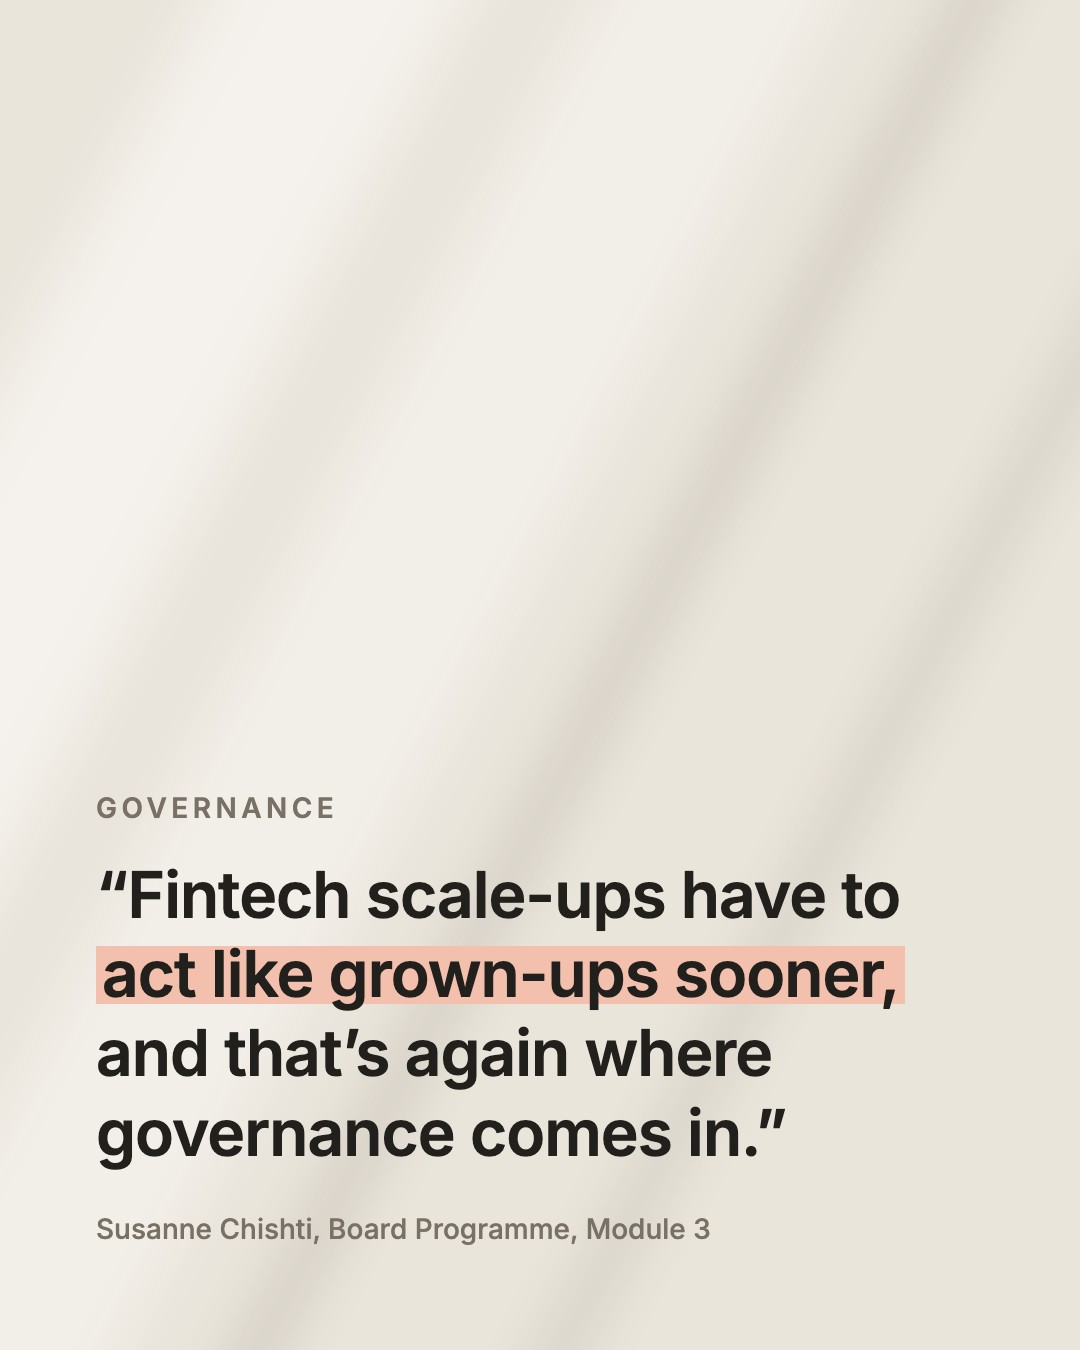 GOVERNANCE
“Fintech scale-ups have to
act like grown-ups sooner,
and that’s again where
governance comes in.”
Susanne Chishti, Board Programme, Module 3